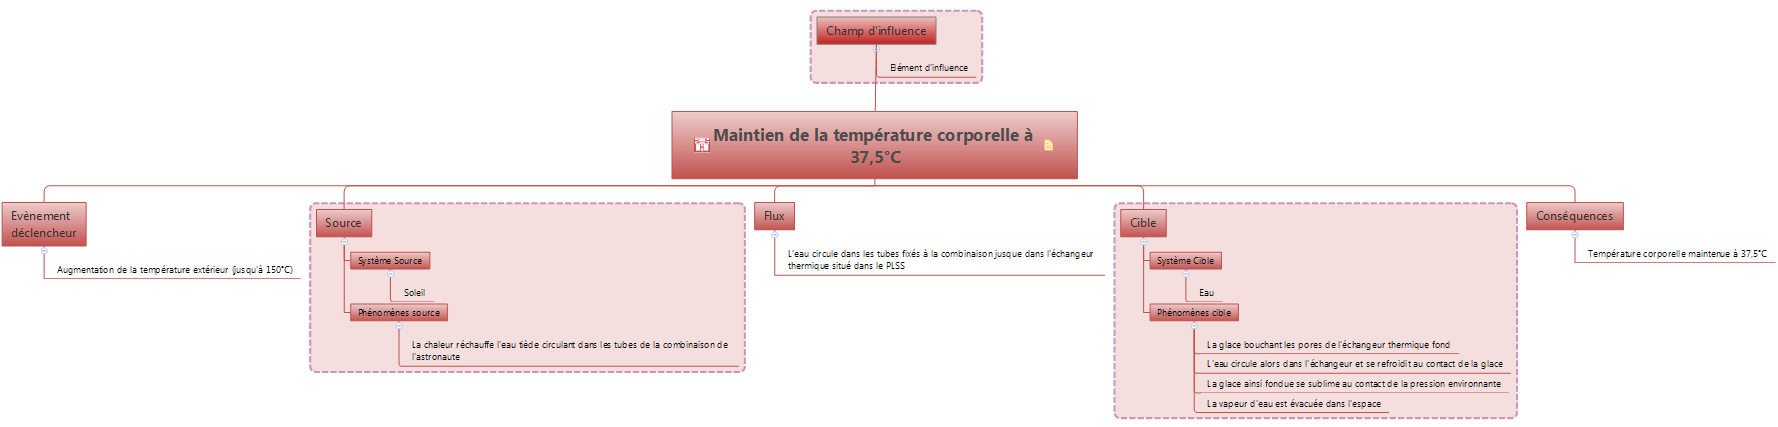 Champ d'influence
Elément d'influence
Maintien de la température corporelle à
37,5°C
Evènement
déclencheur
Augmentation de la température extérieur (jusqu'à 150°C)
Source
Système Source
Soleil
Phénomènes source
La chaleur réchauffe l'eau tiède circulant dans les tubes de la combinaison de
l'astronaute
Flux
L'eau circule dans les tubes fixés à la combinaison jusque dans l'échangeur
thermique situé dans le PLSS
Cible
Système Cible
Eau
Phénomènes cible
La glace bouchant les pores de l'échangeur thermique fond
L'eau circule alors dans l'échangeur et se refroidit au contact de la glace
La glace ainsi fondue se sublime au contact de la pression environnante
La vapeur d'eau est évacuée dans l'espace
Conséquences
Température corporelle maintenue à 37,5°C